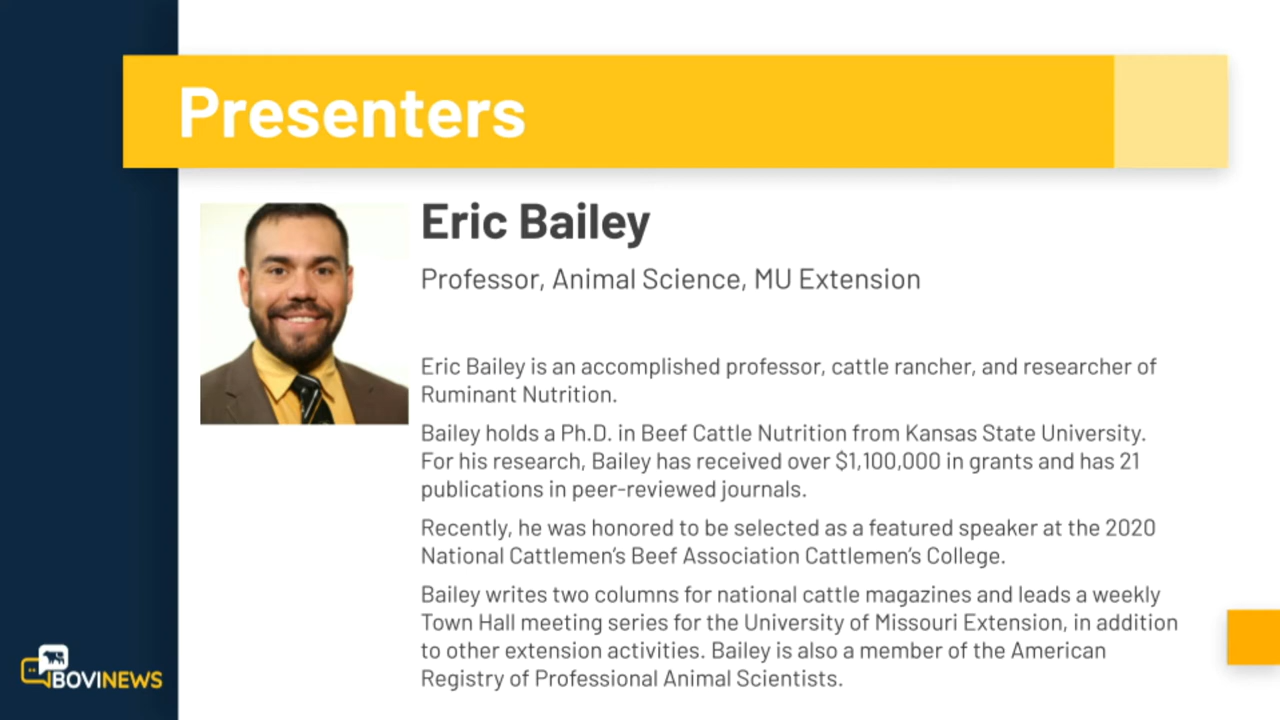 Presenters
Eric Bailey
Professor, Animal Science, MU Extension
Eric Bailey is an accomplished professor, cattle rancher, and researcher of
Ruminant Nutrition.
Bailey holds a Ph.D. in Beef Cattle Nutrition from Kansas State University.
For his research, Bailey has received over $1,100,000 in grants and has 21
publications in peer-reviewed journals.
Recently, he was honored to be selected as a featured speaker at the 2020
National Cattlemen’s Beef Association Cattlemen’s College.
Bailey writes two columns for national cattle magazines and leads a weekly
Town Hall meeting series for the University of Missouri Extension, in addition
to other extension activities. Bailey is also a member of the American
Registry of Professional Animal Scientists.
BOVINEWS